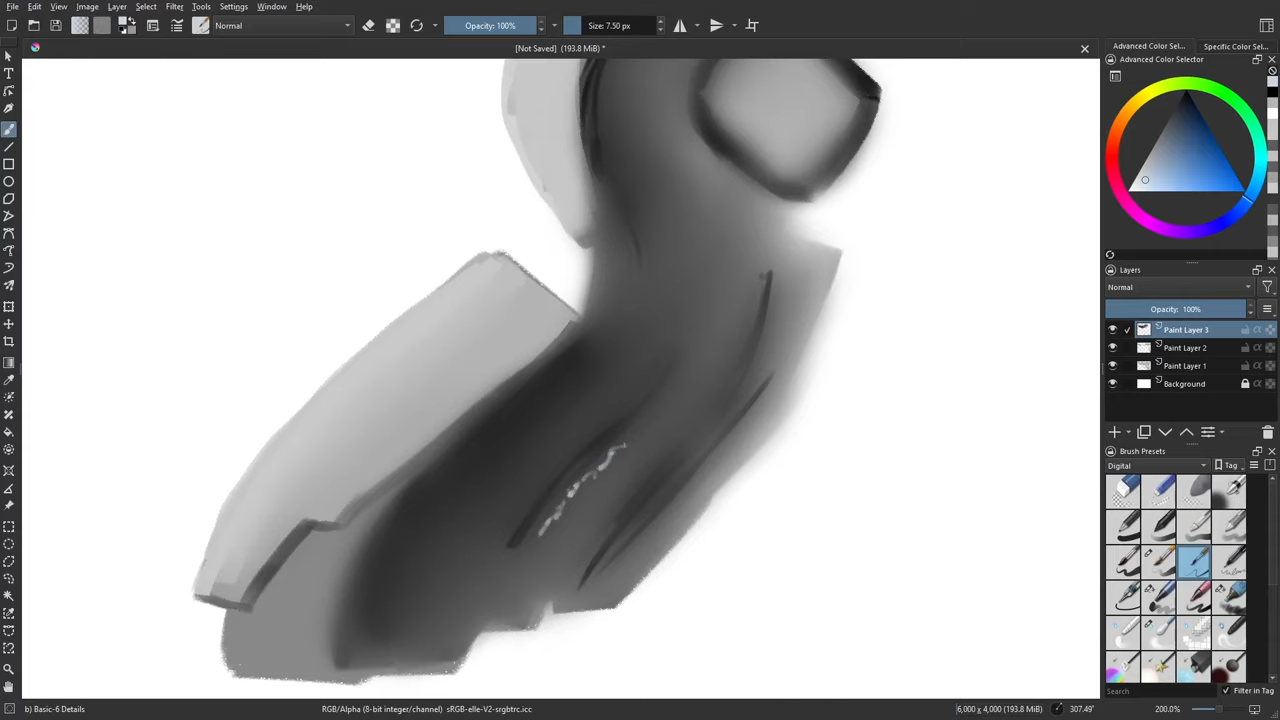 File Edit View Image Layer Select Filter Tools Settings Window Help
Normal Opacity: 100% Size: 7.50 px
[Not Saved] (193.8 MiB) *
Advanced Color Sel... Specific Color Sel...
Advanced Color Selector
Layers
Normal
Opacity: 100%
Paint Layer 3
Paint Layer 2
Paint Layer 1
Background
Brush Presets
Digital Tag
Search Filter in Tag
b) Basic-6 Details RGB/Alpha (8-bit integer/channel) sRGB-elle-V2-srgbtrc.icc 6,000 x 4,000 (193.8 MiB) 307.49° 200.0%